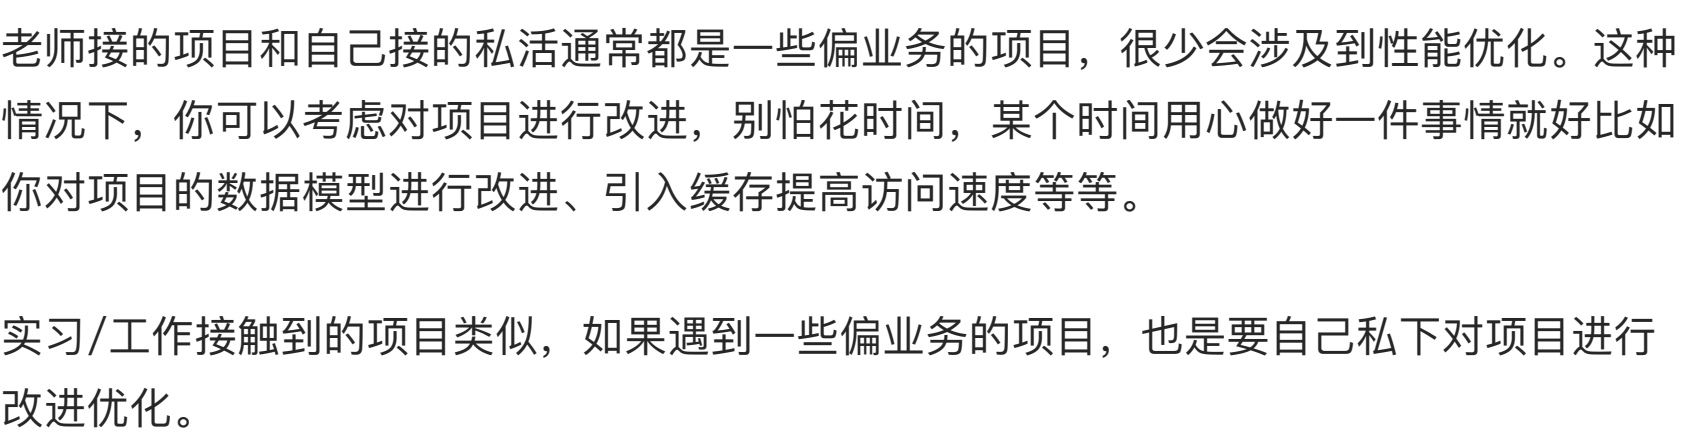 老师接的项目和自己接的私活通常都是一些偏业务的项目，很少会涉及到性能优化。这种
情况下，你可以考虑对项目进行改进，别怕花时间，某个时间用心做好一件事情就好比如
你对项目的数据模型进行改进、引入缓存提高访问速度等等。
实习/工作接触到的项目类似，如果遇到一些偏业务的项目，也是要自己私下对项目进行
改进优化。